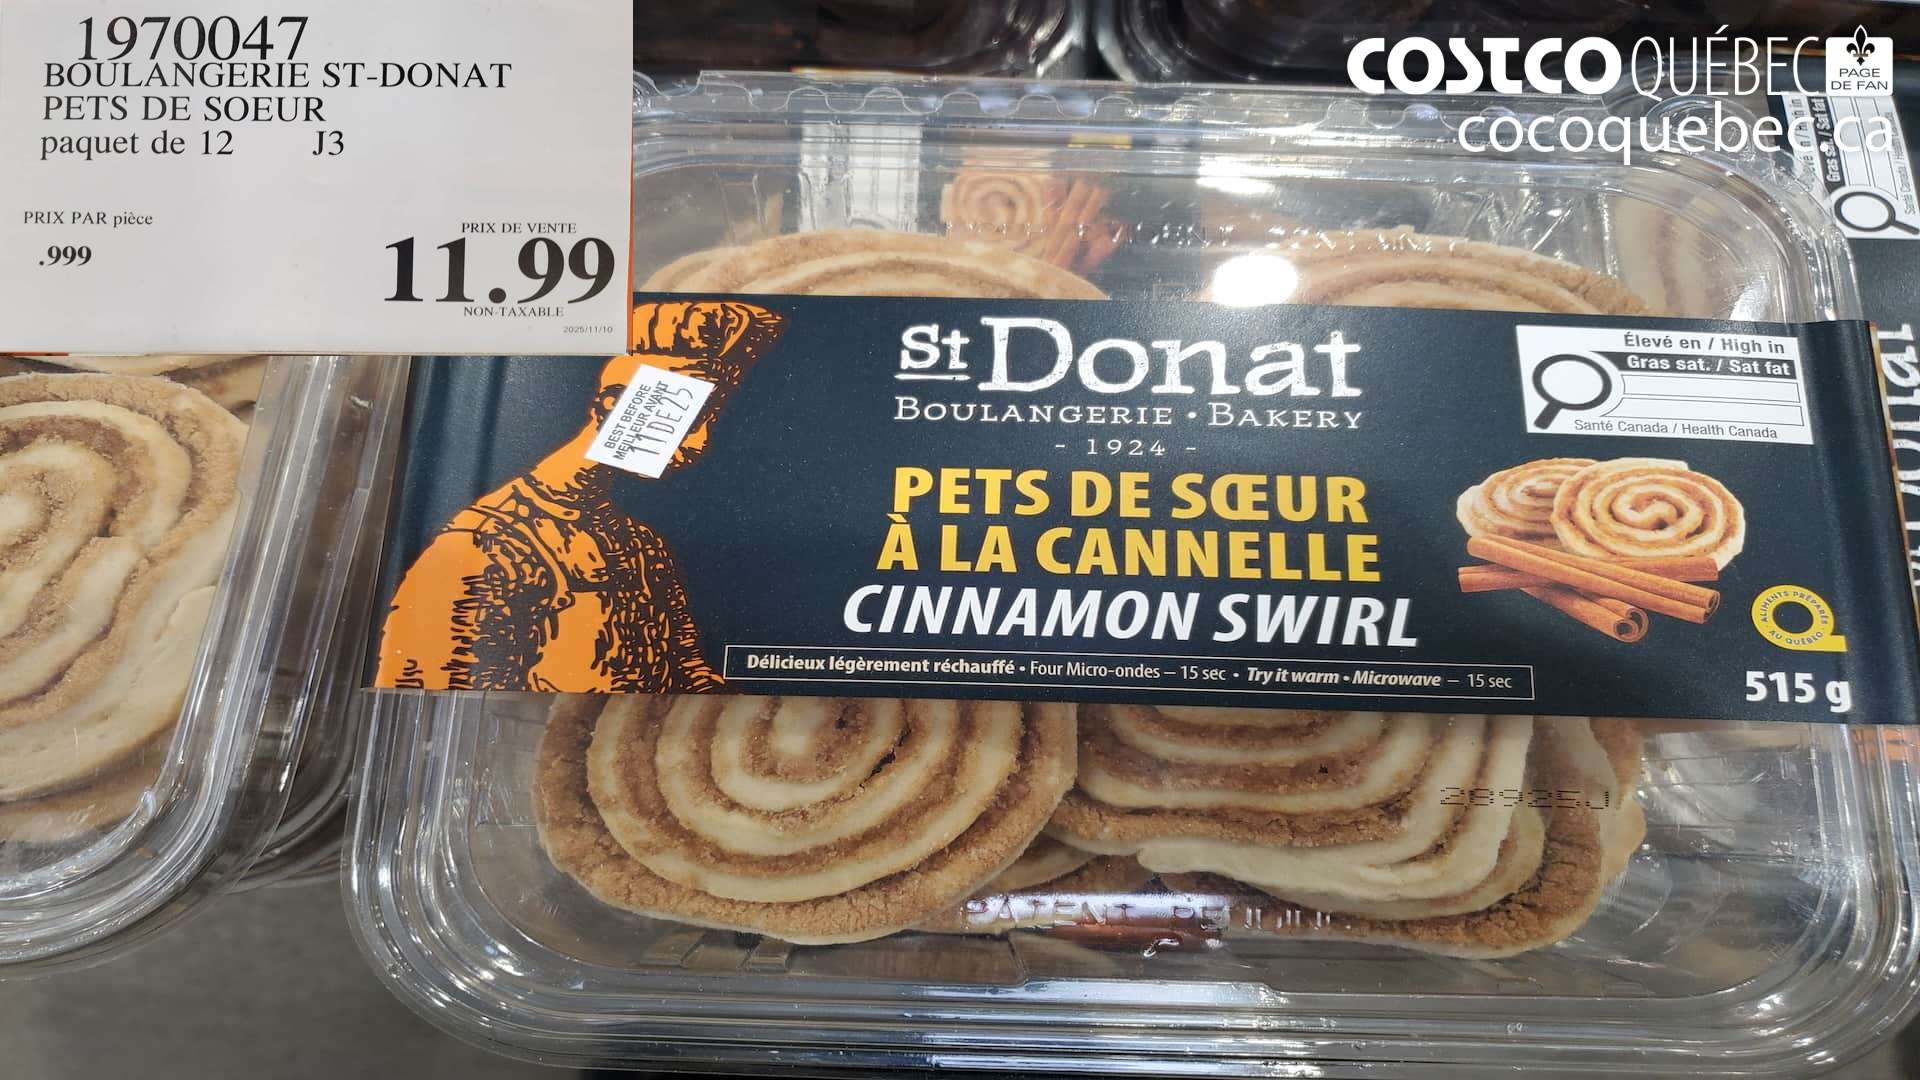 1970047
BOULANGERIE ST-DONAT
PETS DE SOEUR
paquet de 12 J3
PRIX PAR pièce
.999
PRIX DE VENTE
11.99
NON-TAXABLE
2025/11/10
COSTCO QUÉBEC
PAGE
DE FAN
cocoquebec.ca
St Donat
BOULANGERIE • BAKERY
- 1924 -
PETS DE SŒUR
À LA CANNELLE
CINNAMON SWIRL
Délicieux légèrement réchauffé • Four Micro-ondes – 15 sec • Try it warm • Microwave – 15 sec
BEST BEFORE
MEILLEUR AVANT
11DE25
Élevé en / High in
Gras sat. / Sat fat
Santé Canada / Health Canada
ALIMENTS PRÉPARÉS
AU QUÉBEC
515 g
28925J